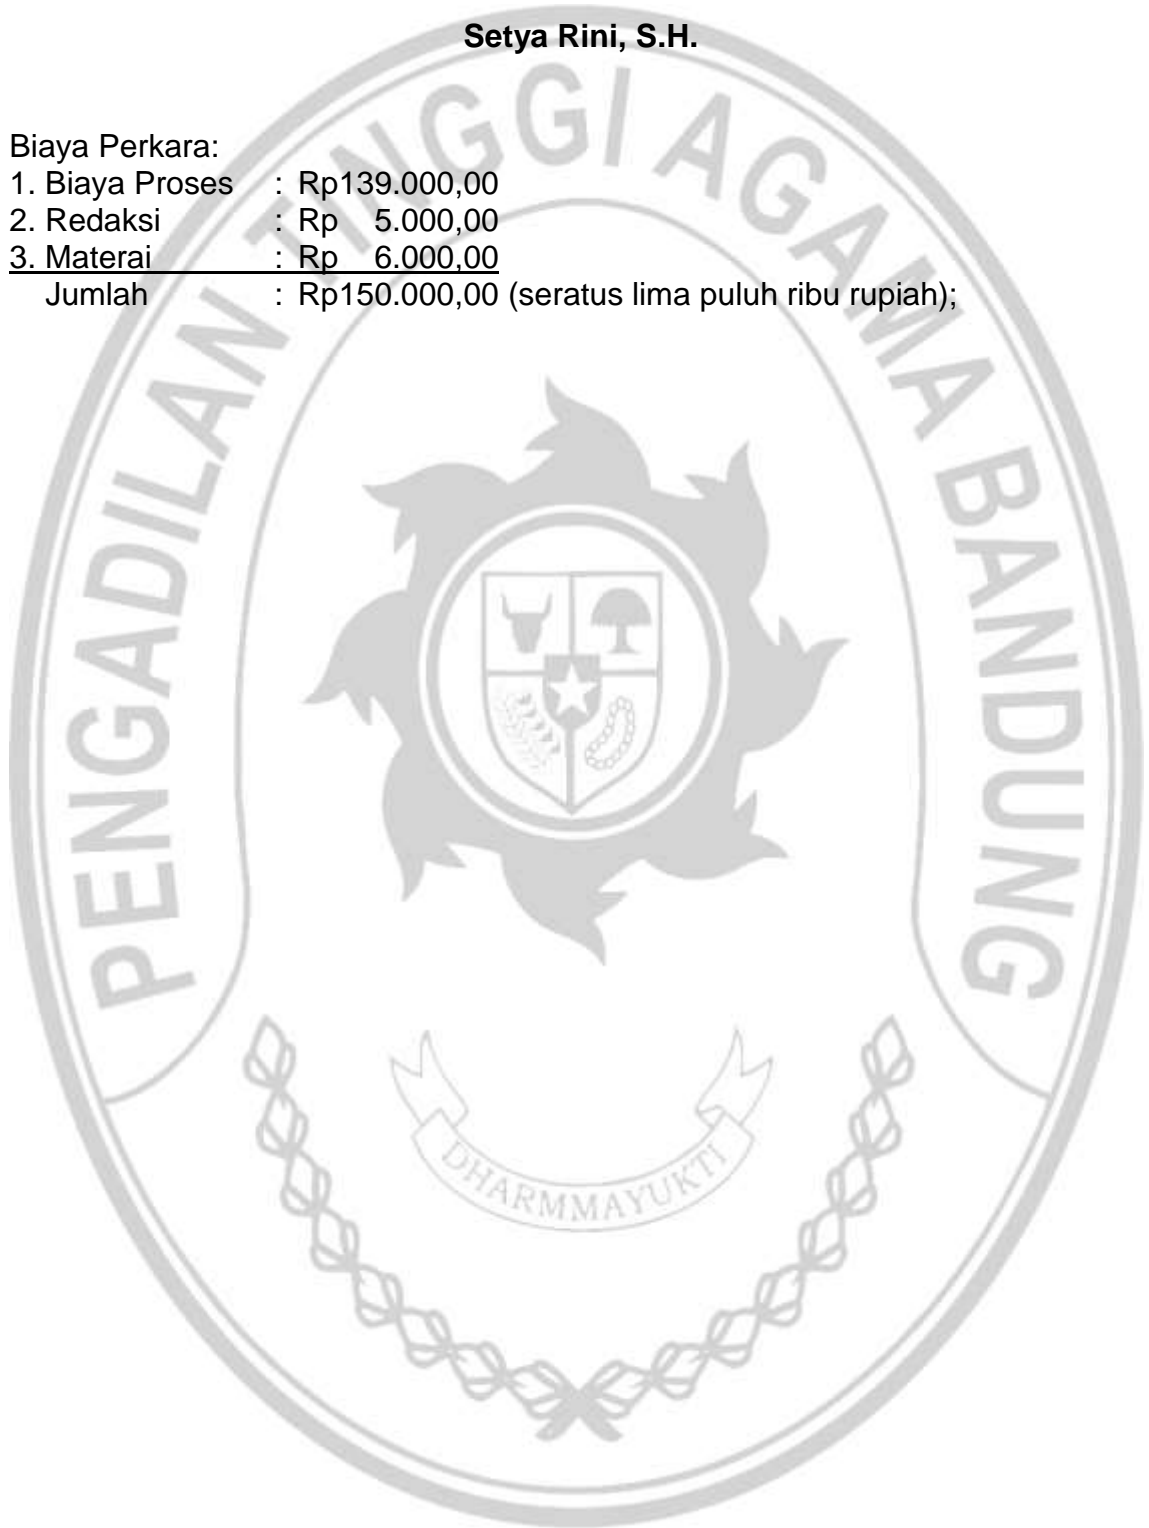 Setya Rini, S.H.
Biaya Perkara:
1. Biaya Proses : Rp139.000,00
2. Redaksi : Rp 5.000,00
3. Materai : Rp 6.000,00
Jumlah : Rp150.000,00 (seratus lima puluh ribu rupiah);
PENGADILAN TINGGI AGAMA BANDUNG
DHARMMAYUKTI